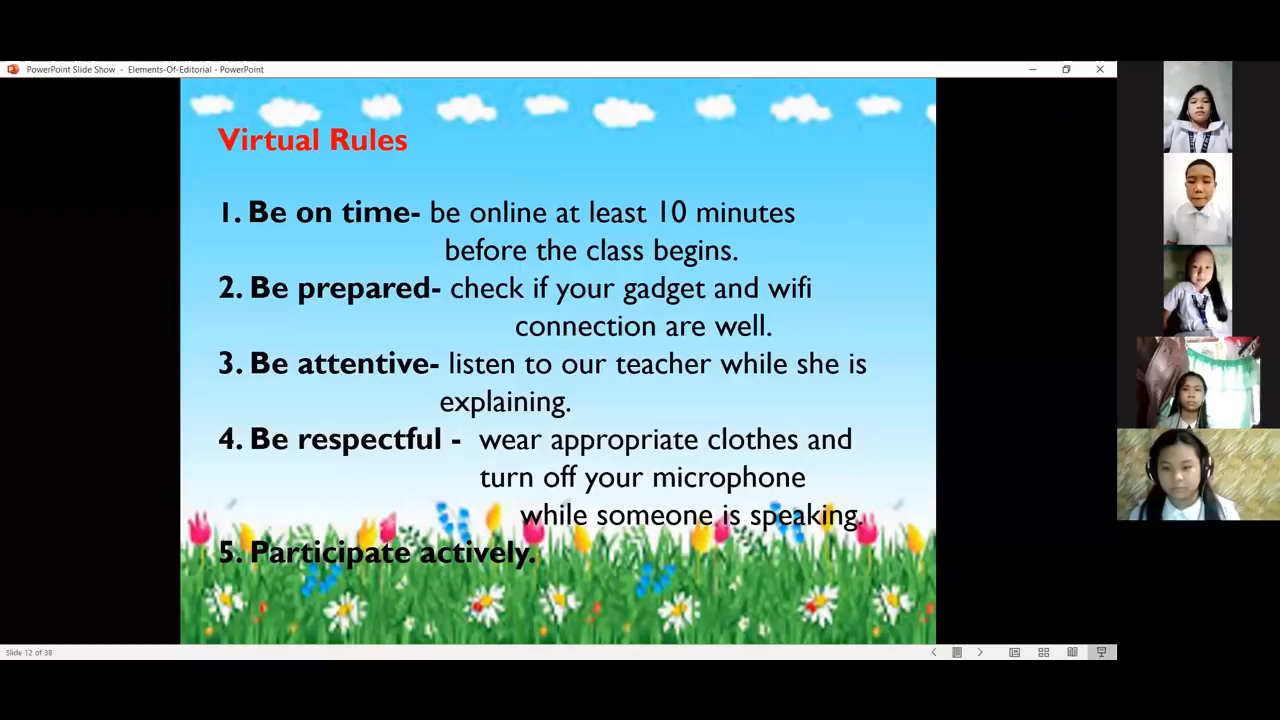 PowerPoint Slide Show - Elements-Of-Editorial - PowerPoint
Virtual Rules
1. Be on time- be online at least 10 minutes
before the class begins.
2. Be prepared- check if your gadget and wifi
connection are well.
3. Be attentive- listen to our teacher while she is
explaining.
4. Be respectful - wear appropriate clothes and
turn off your microphone
while someone is speaking.
5. Participate actively.
Slide 12 of 38